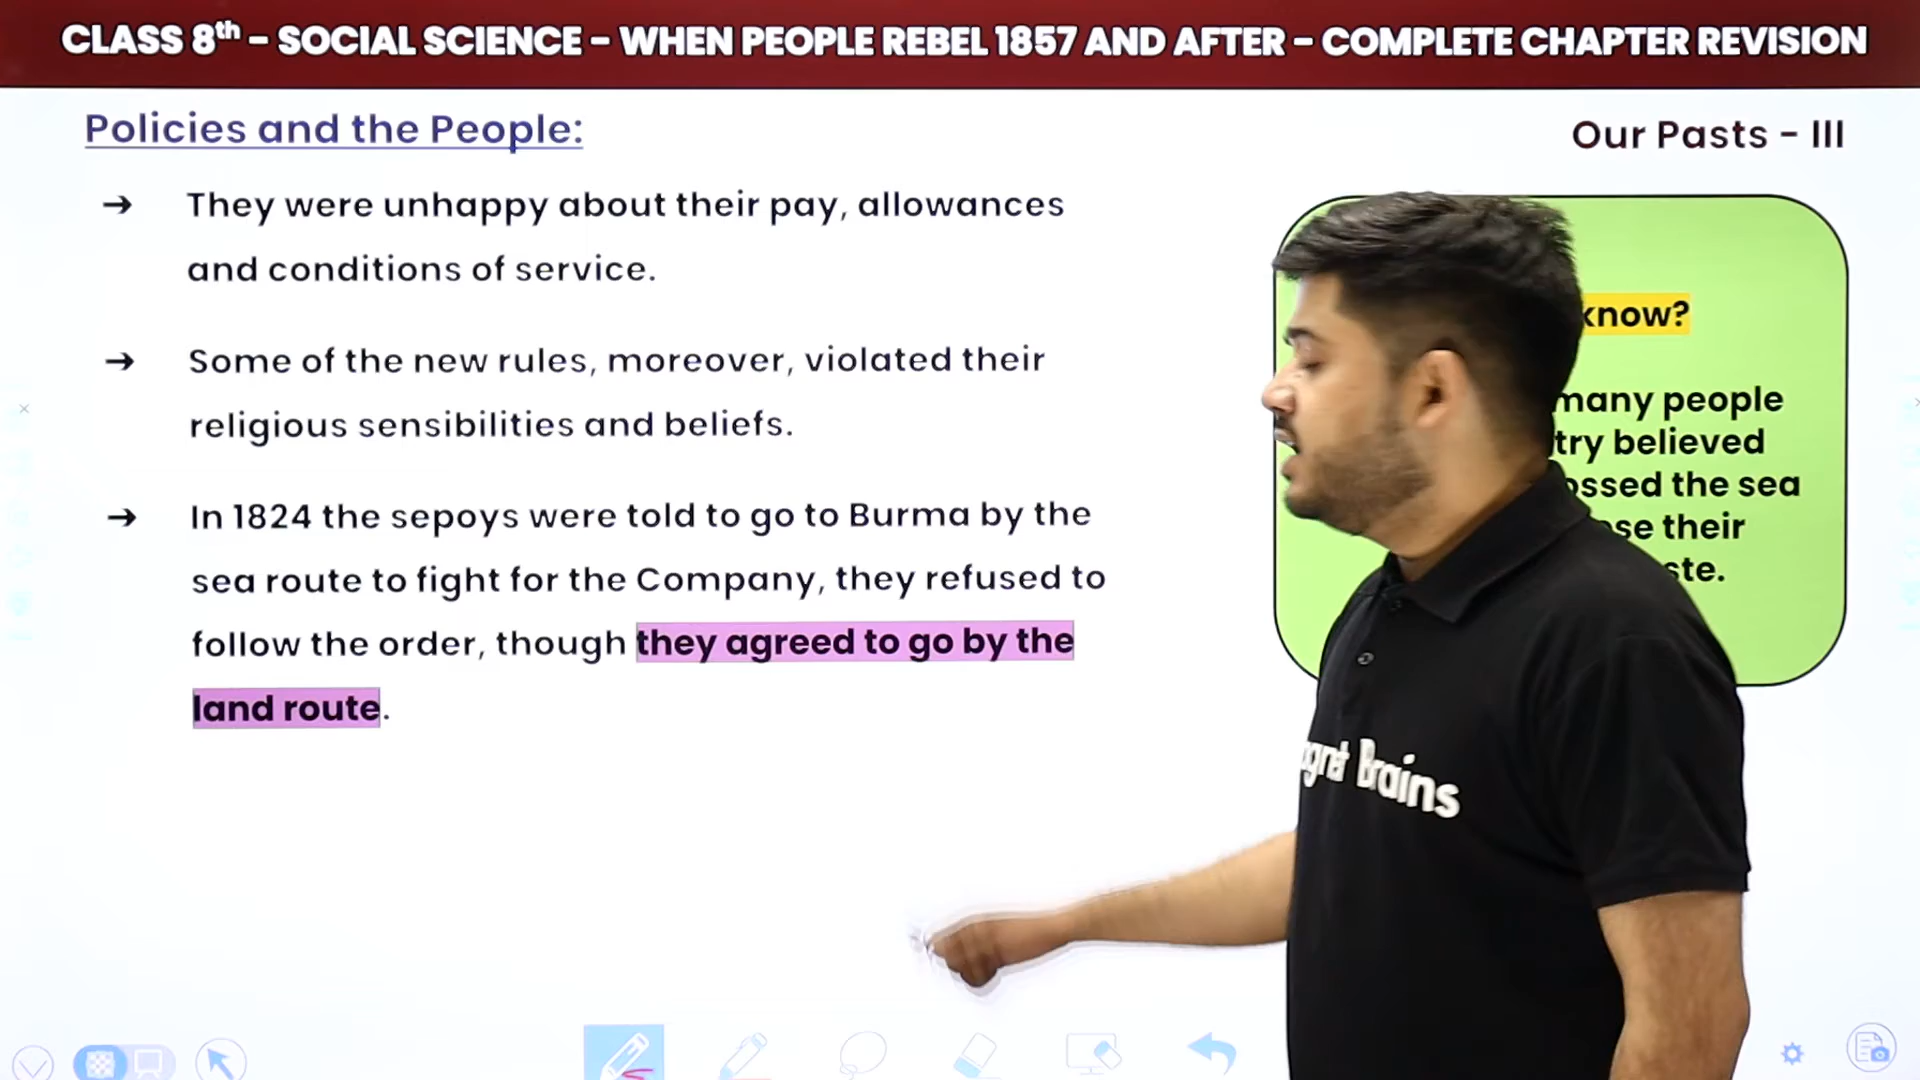 CLASS 8th – SOCIAL SCIENCE – WHEN PEOPLE REBEL 1857 AND AFTER – COMPLETE CHAPTER REVISION
Policies and the People:
Our Pasts - III
➔ They were unhappy about their pay, allowances
and conditions of service.
➔ Some of the new rules, moreover, violated their
religious sensibilities and beliefs.
➔ In 1824 the sepoys were told to go to Burma by the
sea route to fight for the Company, they refused to
follow the order, though they agreed to go by the
land route.
know?
many people
believed
the sea
their
Brains